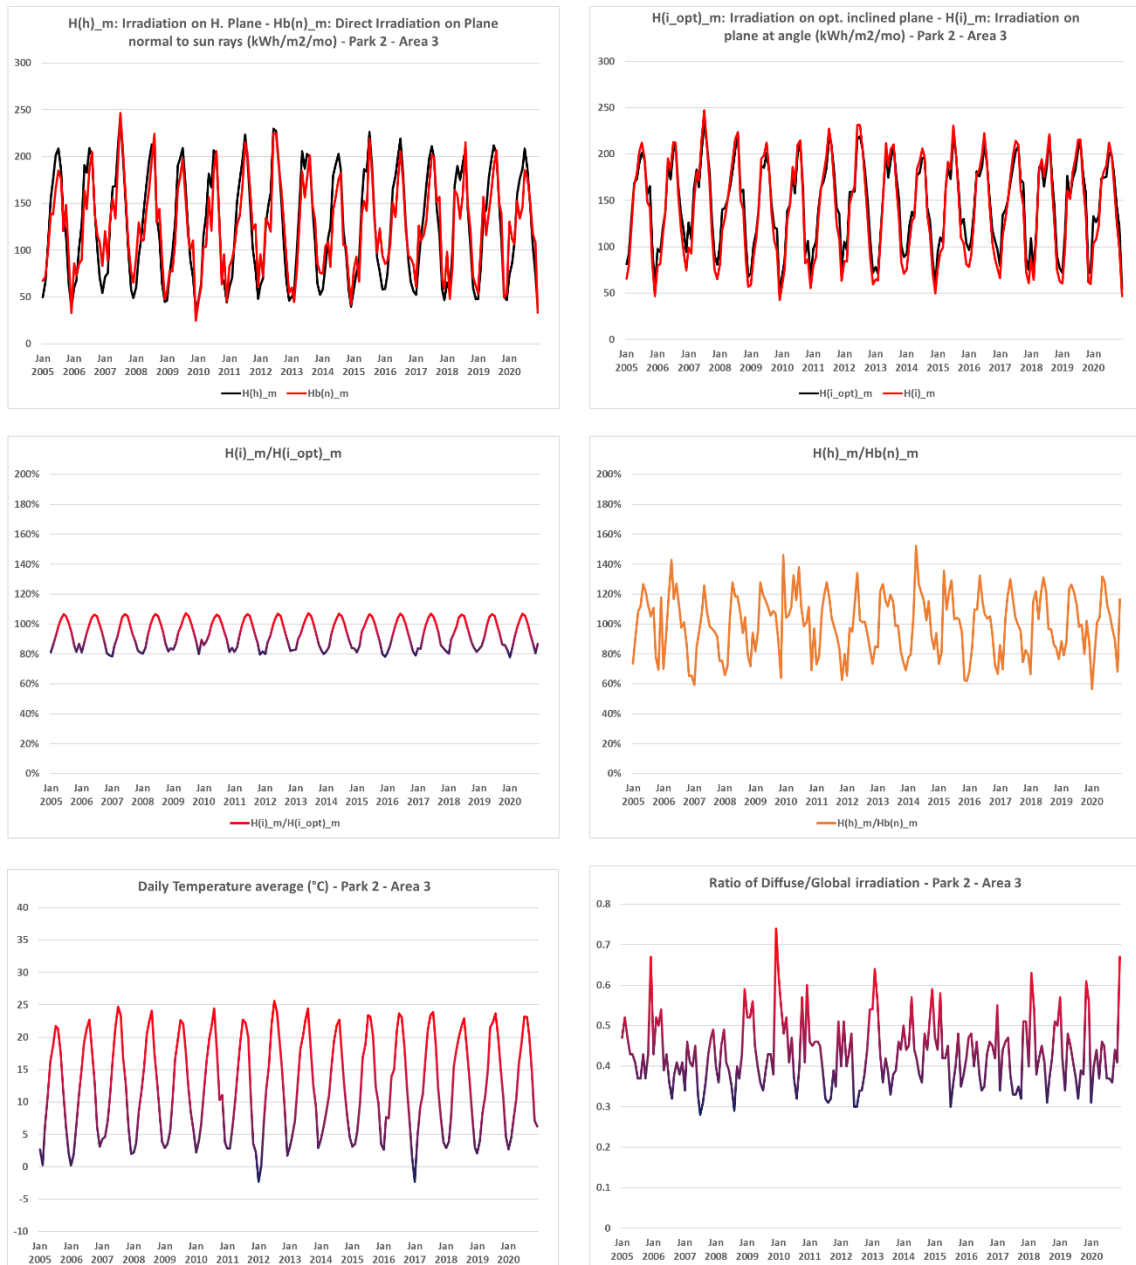 H(h)_m: Irradiation on H. Plane - Hb(n)_m: Direct Irradiation on Plane
normal to sun rays (kWh/m2/mo) - Park 2 - Area 3
300
250
200
150
100
50
0
Jan Jan Jan Jan Jan Jan Jan Jan Jan Jan Jan Jan Jan Jan Jan Jan
2005 2006 2007 2008 2009 2010 2011 2012 2013 2014 2015 2016 2017 2018 2019 2020
H(h)_m Hb(n)_m
H(i_opt)_m: Irradiation on opt. inclined plane - H(i)_m: Irradiation on
plane at angle (kWh/m2/mo) - Park 2 - Area 3
300
250
200
150
100
50
0
Jan Jan Jan Jan Jan Jan Jan Jan Jan Jan Jan Jan Jan Jan Jan Jan
2005 2006 2007 2008 2009 2010 2011 2012 2013 2014 2015 2016 2017 2018 2019 2020
H(i_opt)_m H(i)_m
H(i)_m/H(i_opt)_m
200%
180%
160%
140%
120%
100%
80%
60%
40%
20%
0%
Jan Jan Jan Jan Jan Jan Jan Jan Jan Jan Jan Jan Jan Jan Jan Jan
2005 2006 2007 2008 2009 2010 2011 2012 2013 2014 2015 2016 2017 2018 2019 2020
H(i)_m/H(i_opt)_m
H(h)_m/Hb(n)_m
200%
180%
160%
140%
120%
100%
80%
60%
40%
20%
0%
Jan Jan Jan Jan Jan Jan Jan Jan Jan Jan Jan Jan Jan Jan Jan Jan
2005 2006 2007 2008 2009 2010 2011 2012 2013 2014 2015 2016 2017 2018 2019 2020
H(h)_m/Hb(n)_m
Daily Temperature average (°C) - Park 2 - Area 3
40
35
30
25
20
15
10
5
0
-5
-10
Jan Jan Jan Jan Jan Jan Jan Jan Jan Jan Jan Jan Jan Jan Jan Jan
2005 2006 2007 2008 2009 2010 2011 2012 2013 2014 2015 2016 2017 2018 2019 2020
Ratio of Diffuse/Global irradiation - Park 2 - Area 3
0.8
0.7
0.6
0.5
0.4
0.3
0.2
0.1
0
Jan Jan Jan Jan Jan Jan Jan Jan Jan Jan Jan Jan Jan Jan Jan Jan
2005 2006 2007 2008 2009 2010 2011 2012 2013 2014 2015 2016 2017 2018 2019 2020